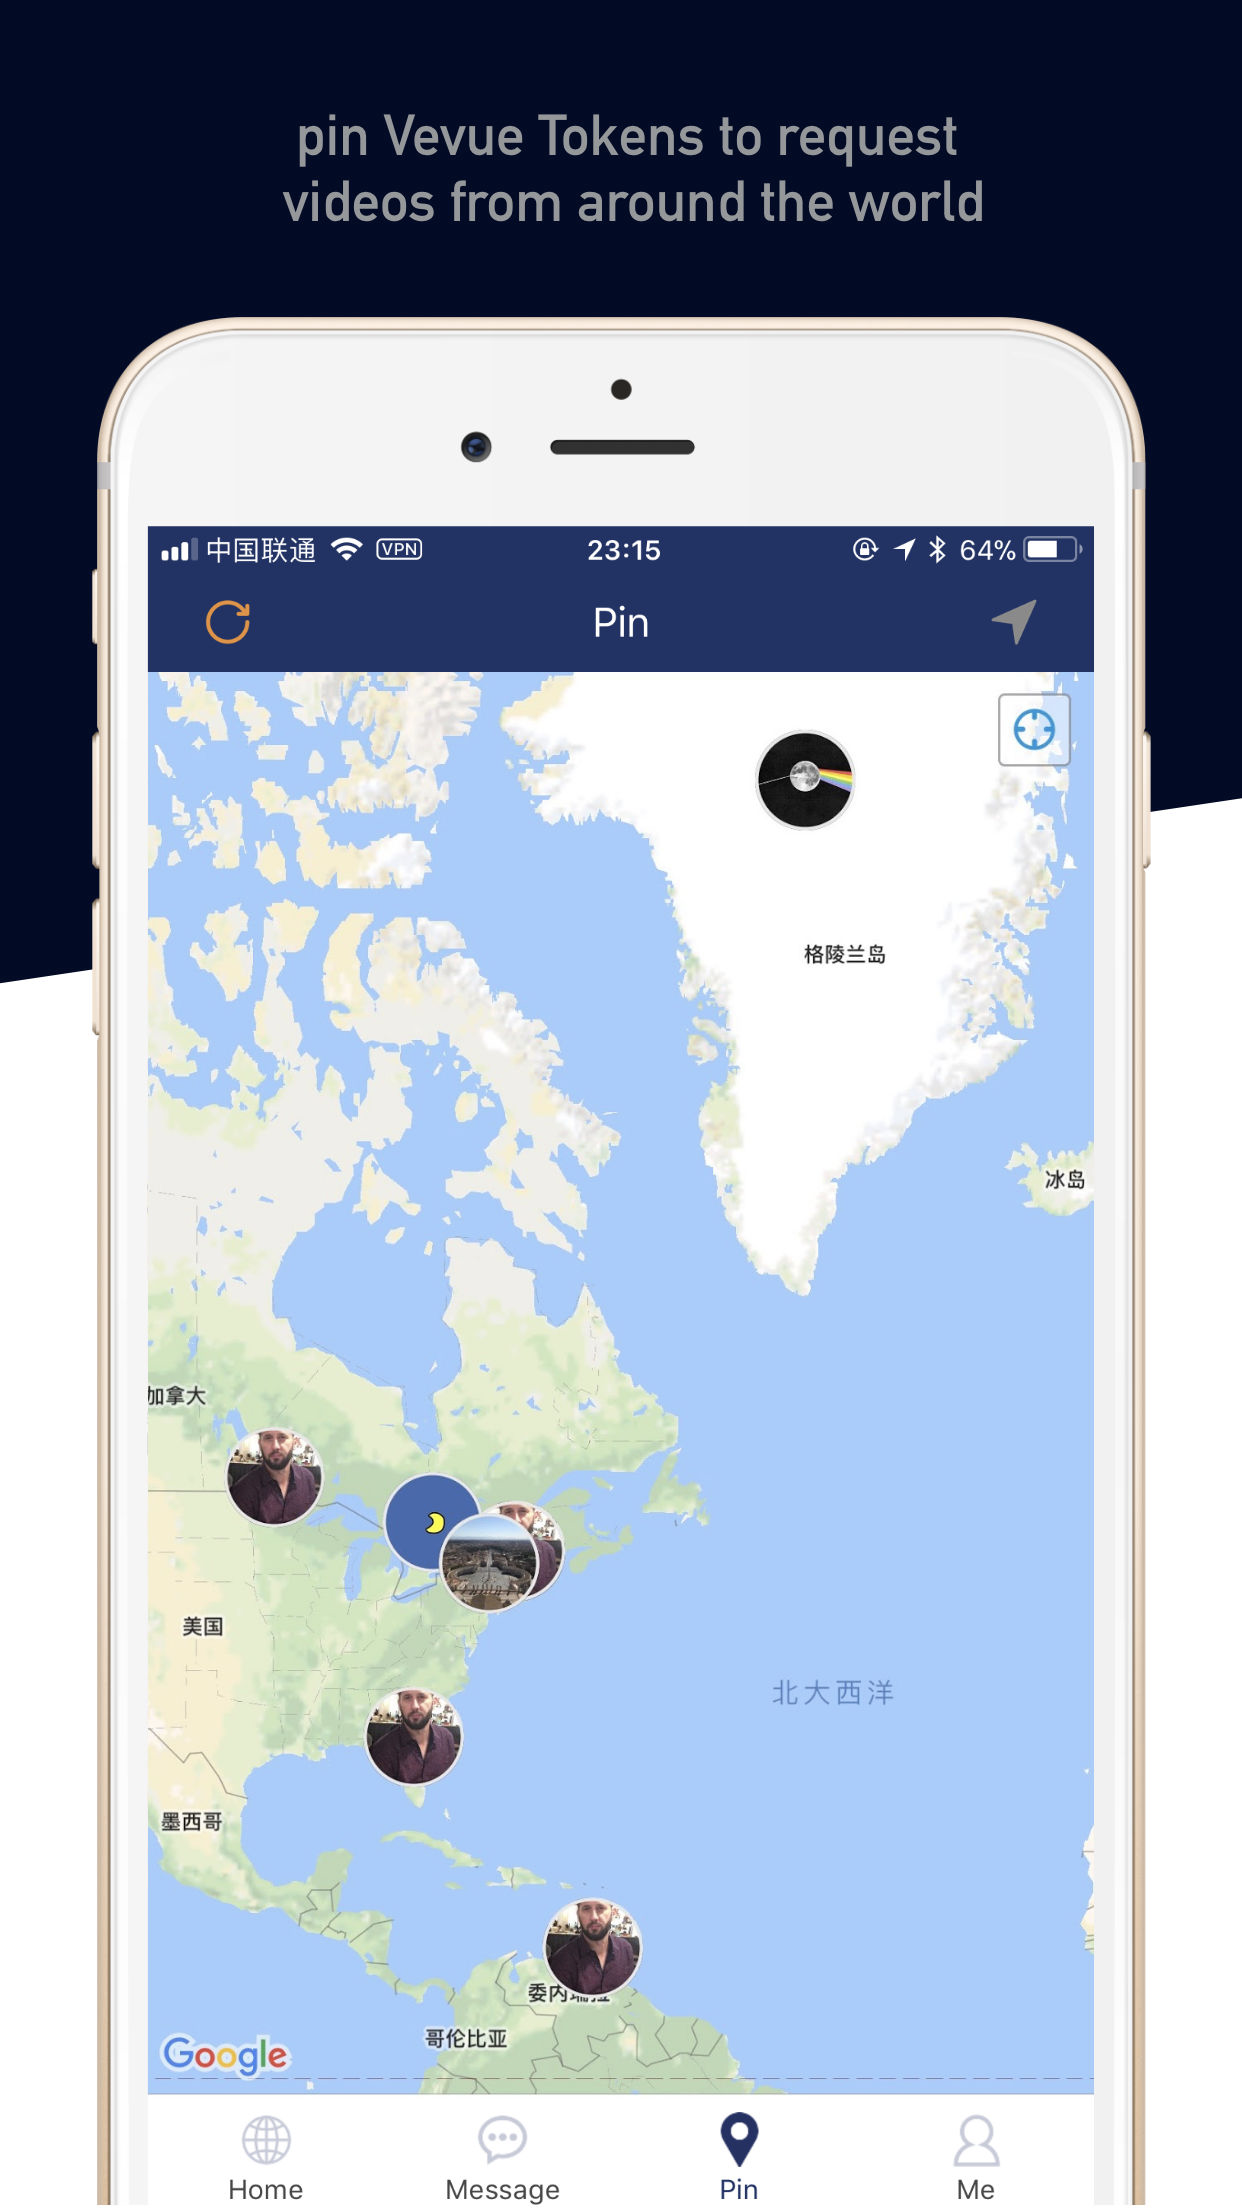 pin Vevue Tokens to request
videos from around the world
中国联通 VPN 23:15 64%
Pin
格陵兰岛
冰岛
加拿大
美国
北大西洋
墨西哥
委内瑞拉
哥伦比亚
Google
Home Message Pin Me